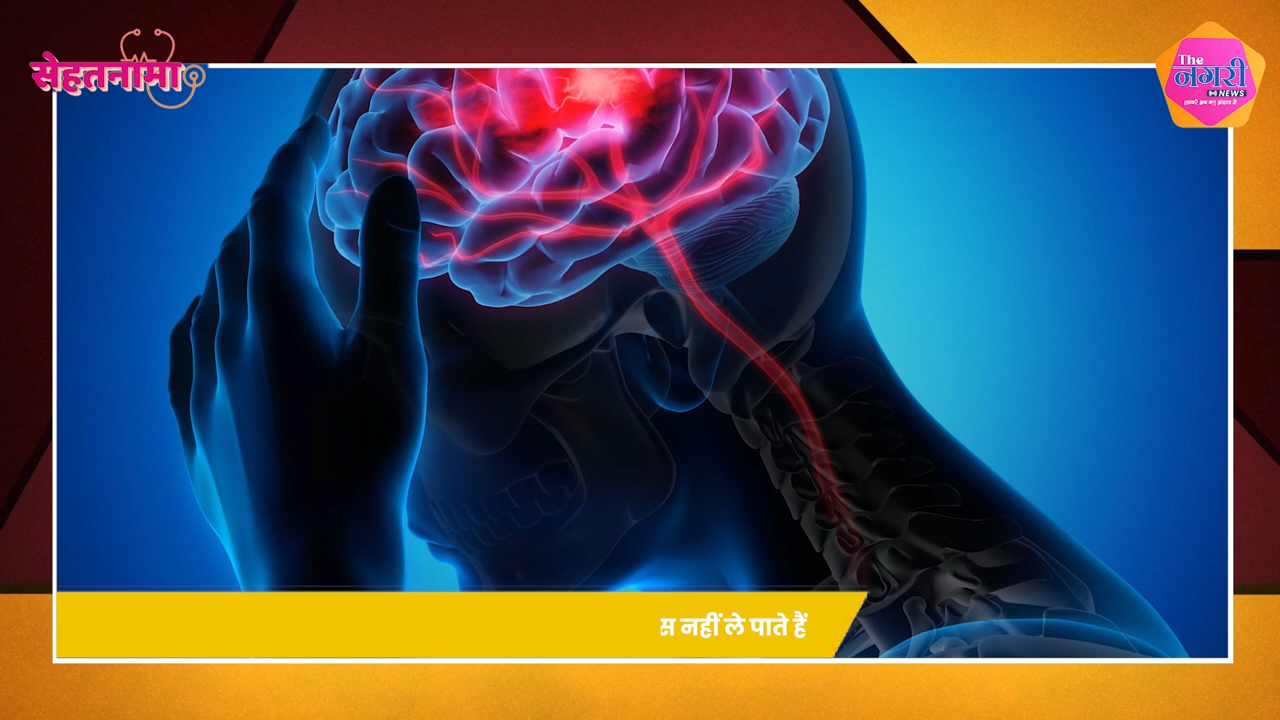 सेहतनामा
The
नगरी
NEWS
स नहीं ले पाते हैं